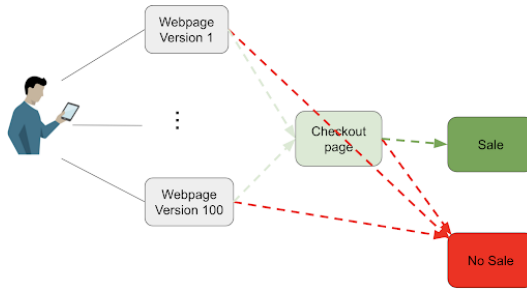 Webpage
Version 1
⋮
Checkout
page
Sale
Webpage
Version 100
No Sale